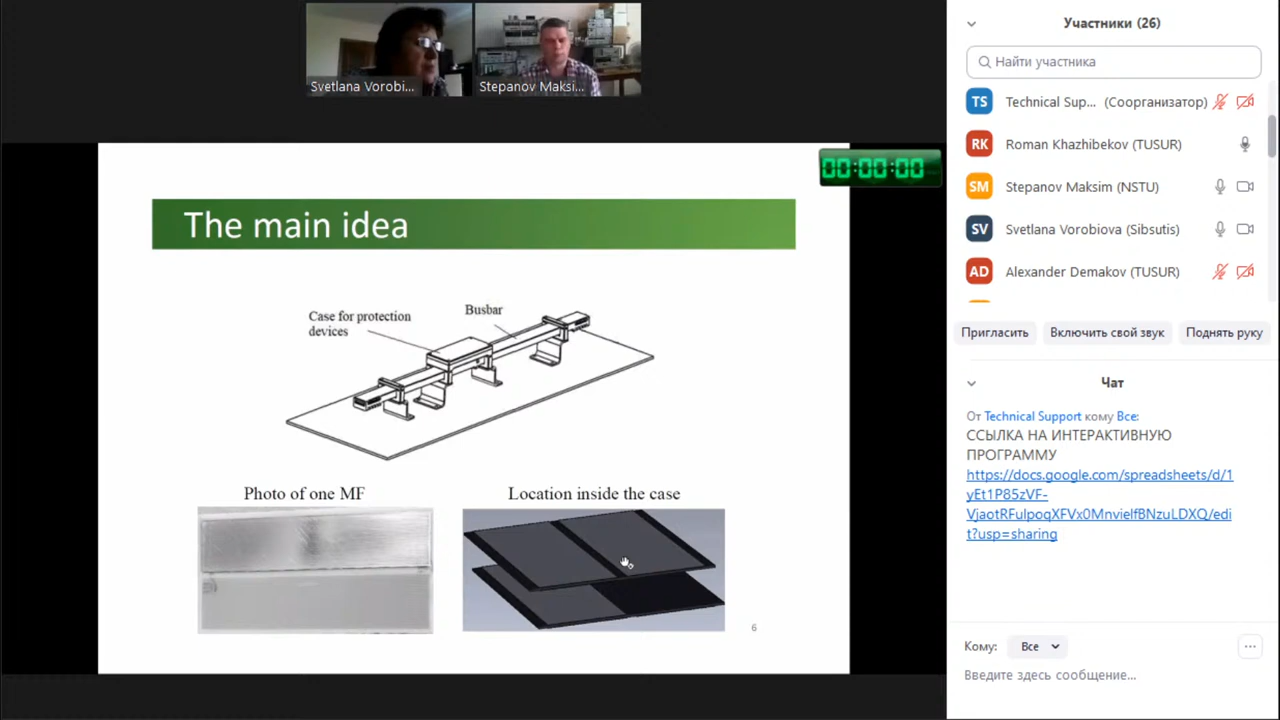 Svetlana Vorobi...
Stepanov Maksi...
00:00:00
The main idea
Case for protection
devices
Busbar
Photo of one MF
Location inside the case
6
Участники (26)
Найти участника
TS Technical Sup... (Соорганизатор)
RK Roman Khazhibekov (TUSUR)
SM Stepanov Maksim (NSTU)
SV Svetlana Vorobiova (Sibsutis)
AD Alexander Demakov (TUSUR)
Пригласить Включить свой звук Поднять руку
Чат
От Technical Support кому Все:
ССЫЛКА НА ИНТЕРАКТИВНУЮ
ПРОГРАММУ
https://docs.google.com/spreadsheets/d/1
yEt1P85zVF-
VjaotRFulpoqXFVx0MnvielfBNzuLDXQ/edi
t?usp=sharing
Кому: Все
Введите здесь сообщение...